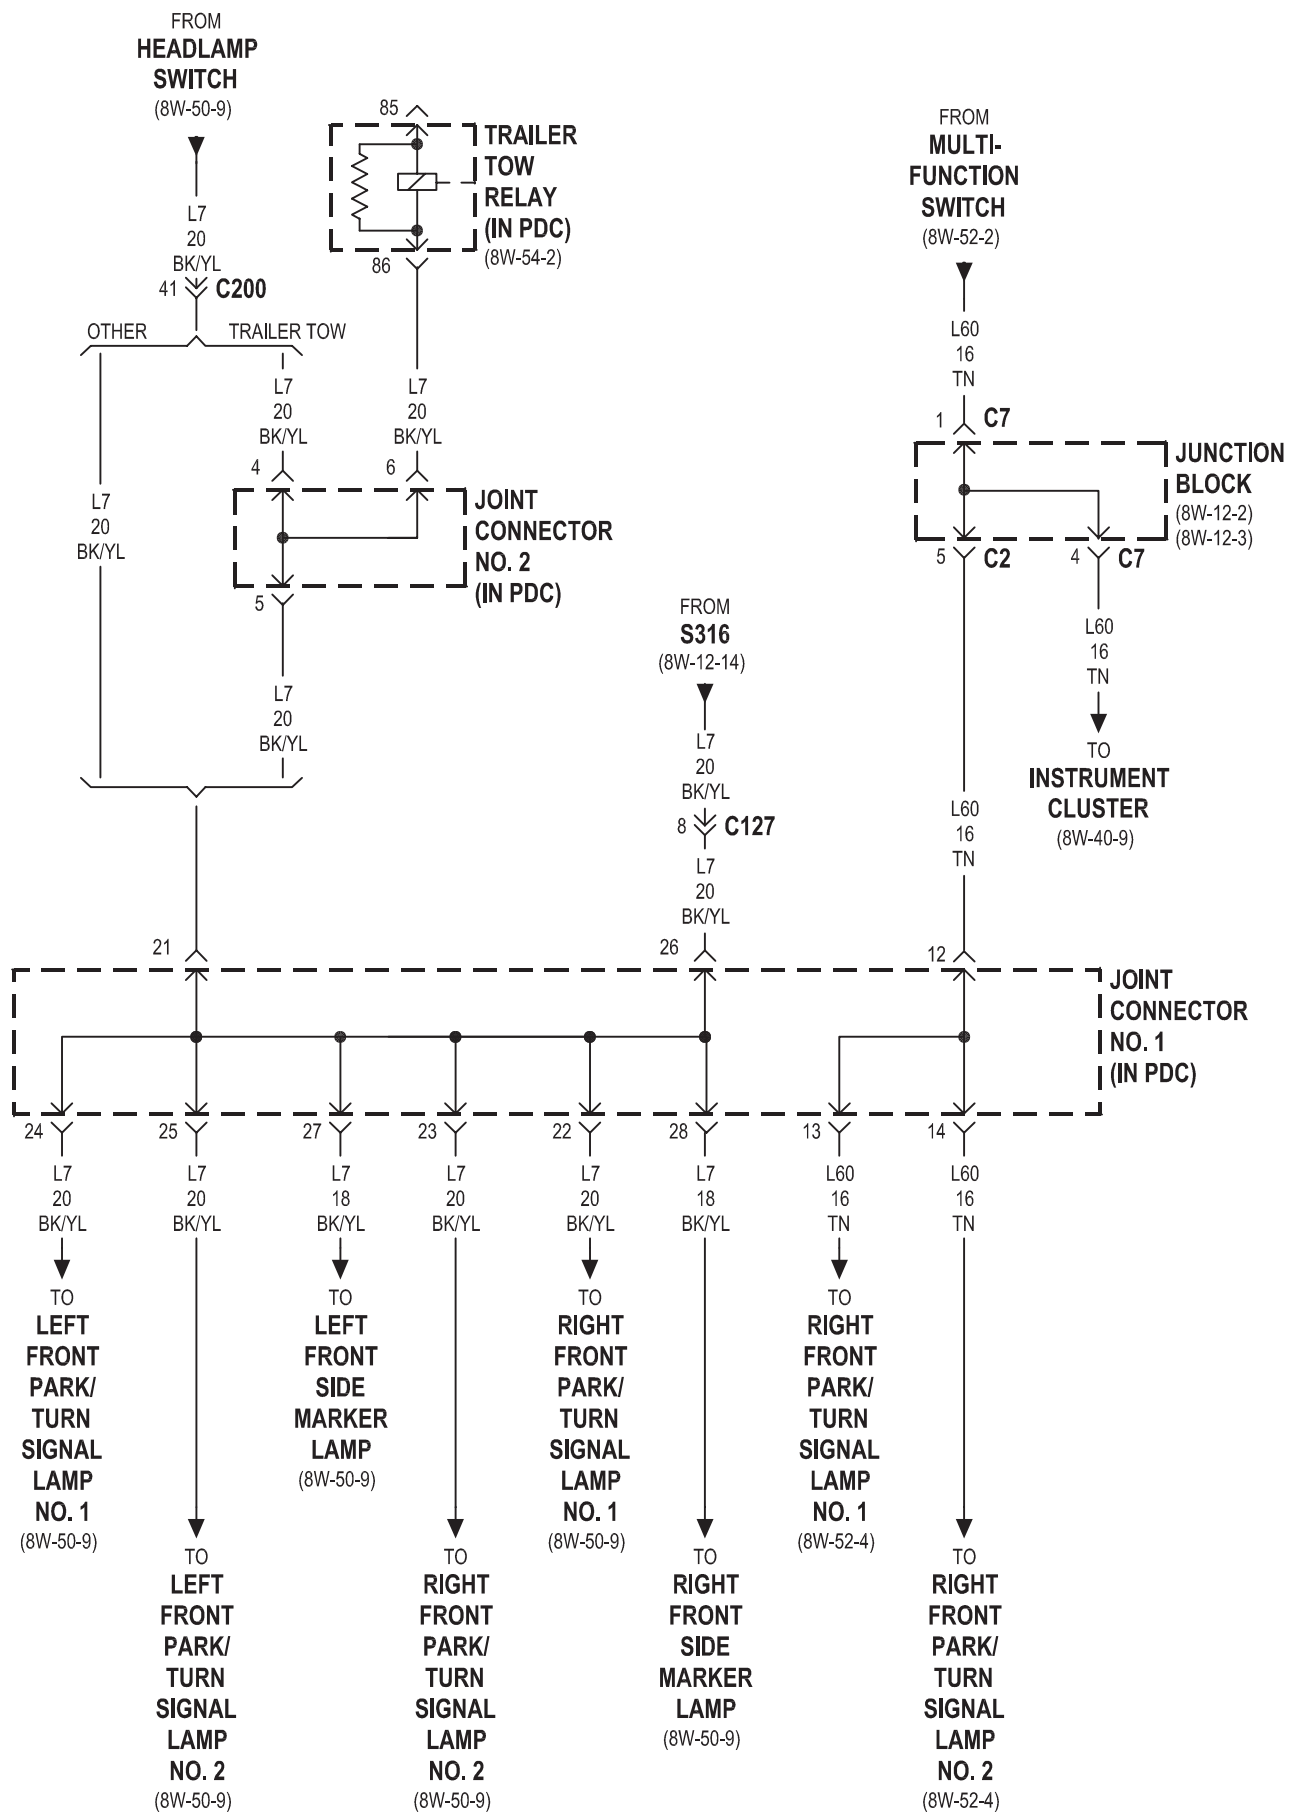 FROM
HEADLAMP
SWITCH
(8W-50-9)
L7
20
BK/YL
41
C200
OTHER
TRAILER TOW
85
TRAILER
TOW
RELAY
(IN PDC)
(8W-54-2)
86
L7
20
BK/YL
L7
20
BK/YL
L7
20
BK/YL
4
6
JOINT
CONNECTOR
NO. 2
(IN PDC)
5
L7
20
BK/YL
FROM
MULTI-
FUNCTION
SWITCH
(8W-52-2)
L60
16
TN
1
C7
JUNCTION
BLOCK
(8W-12-2)
(8W-12-3)
5
C2
4
C7
L60
16
TN
TO
INSTRUMENT
CLUSTER
(8W-40-9)
FROM
S316
(8W-12-14)
L7
20
BK/YL
8
C127
L7
20
BK/YL
L60
16
TN
21
26
12
JOINT
CONNECTOR
NO. 1
(IN PDC)
24
25
27
23
22
28
13
14
L7
20
BK/YL
L7
20
BK/YL
L7
18
BK/YL
L7
20
BK/YL
L7
20
BK/YL
L7
18
BK/YL
L60
16
TN
L60
16
TN
TO
LEFT
FRONT
PARK/
TURN
SIGNAL
LAMP
NO. 1
(8W-50-9)
TO
LEFT
FRONT
SIDE
MARKER
LAMP
(8W-50-9)
TO
RIGHT
FRONT
PARK/
TURN
SIGNAL
LAMP
NO. 1
(8W-50-9)
TO
RIGHT
FRONT
PARK/
TURN
SIGNAL
LAMP
NO. 1
(8W-52-4)
TO
LEFT
FRONT
PARK/
TURN
SIGNAL
LAMP
NO. 2
(8W-50-9)
TO
RIGHT
FRONT
PARK/
TURN
SIGNAL
LAMP
NO. 2
(8W-50-9)
TO
RIGHT
FRONT
SIDE
MARKER
LAMP
(8W-50-9)
TO
RIGHT
FRONT
PARK/
TURN
SIGNAL
LAMP
NO. 2
(8W-52-4)